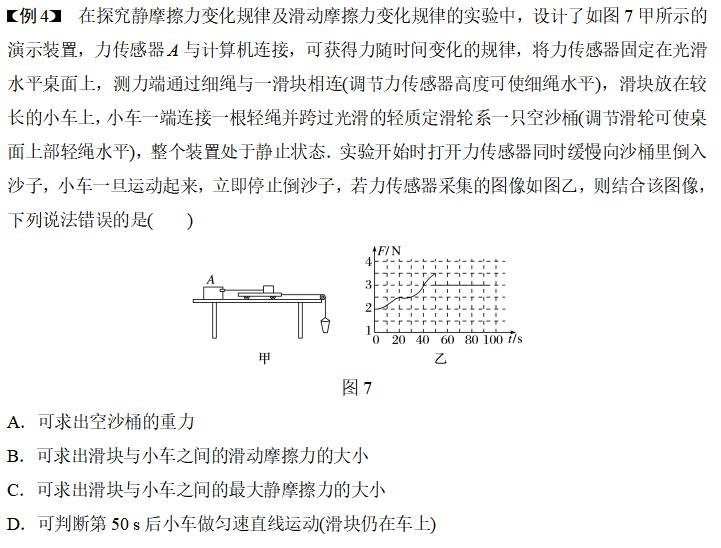 【例4】 在探究静摩擦力变化规律及滑动摩擦力变化规律的实验中，设计了如图 7 甲所示的
演示装置，力传感器 A 与计算机连接，可获得力随时间变化的规律，将力传感器固定在光滑
水平桌面上，测力端通过细绳与一滑块相连(调节力传感器高度可使细绳水平)，滑块放在较
长的小车上，小车一端连接一根轻绳并跨过光滑的轻质定滑轮系一只空沙桶(调节滑轮可使桌
面上部轻绳水平)，整个装置处于静止状态．实验开始时打开力传感器同时缓慢向沙桶里倒入
沙子，小车一旦运动起来，立即停止倒沙子，若力传感器采集的图像如图乙，则结合该图像，
下列说法错误的是(　　)
A
甲
F/N
4
3
2
1
0 20 40 60 80 100 t/s
乙
图 7
A．可求出空沙桶的重力
B．可求出滑块与小车之间的滑动摩擦力的大小
C．可求出滑块与小车之间的最大静摩擦力的大小
D．可判断第 50 s 后小车做匀速直线运动(滑块仍在车上)